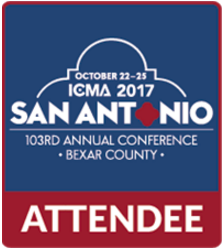 OCTOBER 22–25
ICMA 2017
SAN ANTONIO
103RD ANNUAL CONFERENCE
• BEXAR COUNTY •
ATTENDEE